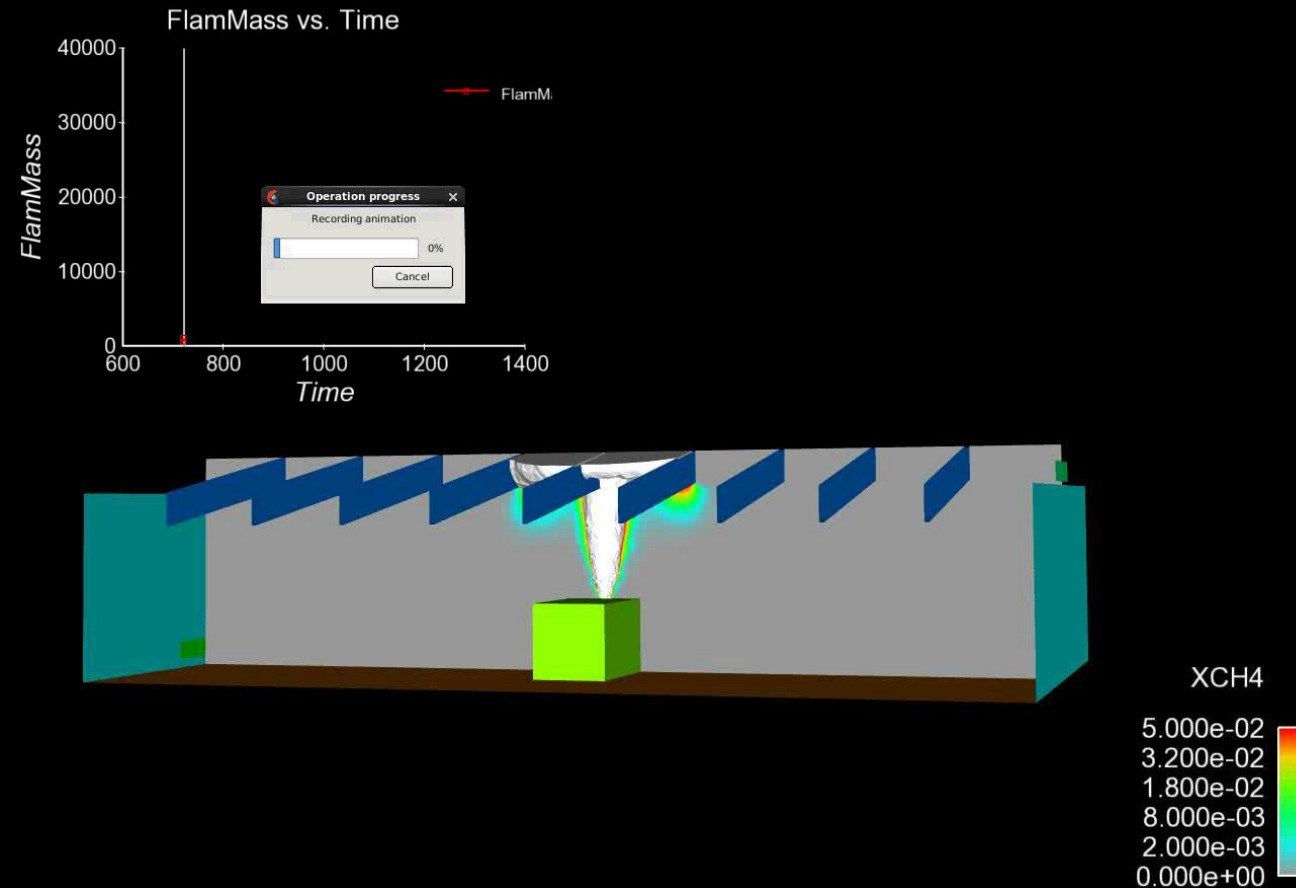 FlamMass vs. Time
40000
FlamM
30000
FlamMass
20000
Operation progress
Recording animation
0%
Cancel
10000
0
600 800 1000 1200 1400
Time
XCH4
5.000e-02
3.200e-02
1.800e-02
8.000e-03
2.000e-03
0.000e+00